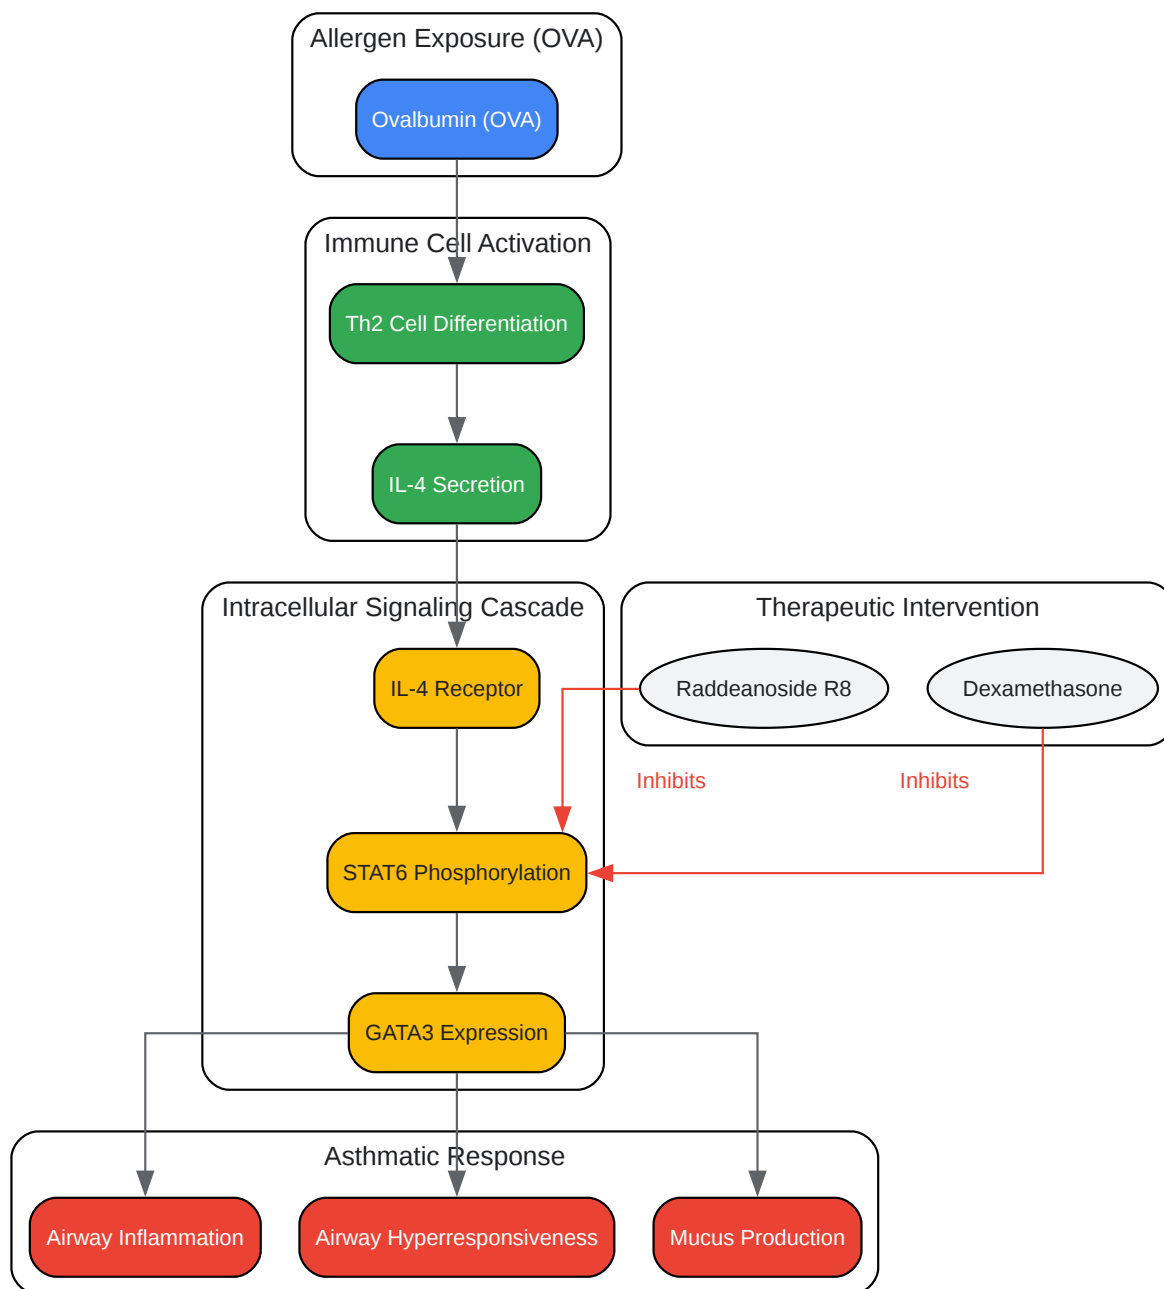 Allergen Exposure (OVA)
Ovalbumin (OVA)
Immune Cell Activation
Th2 Cell Differentiation
IL-4 Secretion
Intracellular Signaling Cascade
Therapeutic Intervention
IL-4 Receptor
Raddeanoside R8
Dexamethasone
Inhibits
Inhibits
STAT6 Phosphorylation
GATA3 Expression
Asthmatic Response
Airway Inflammation
Airway Hyperresponsiveness
Mucus Production